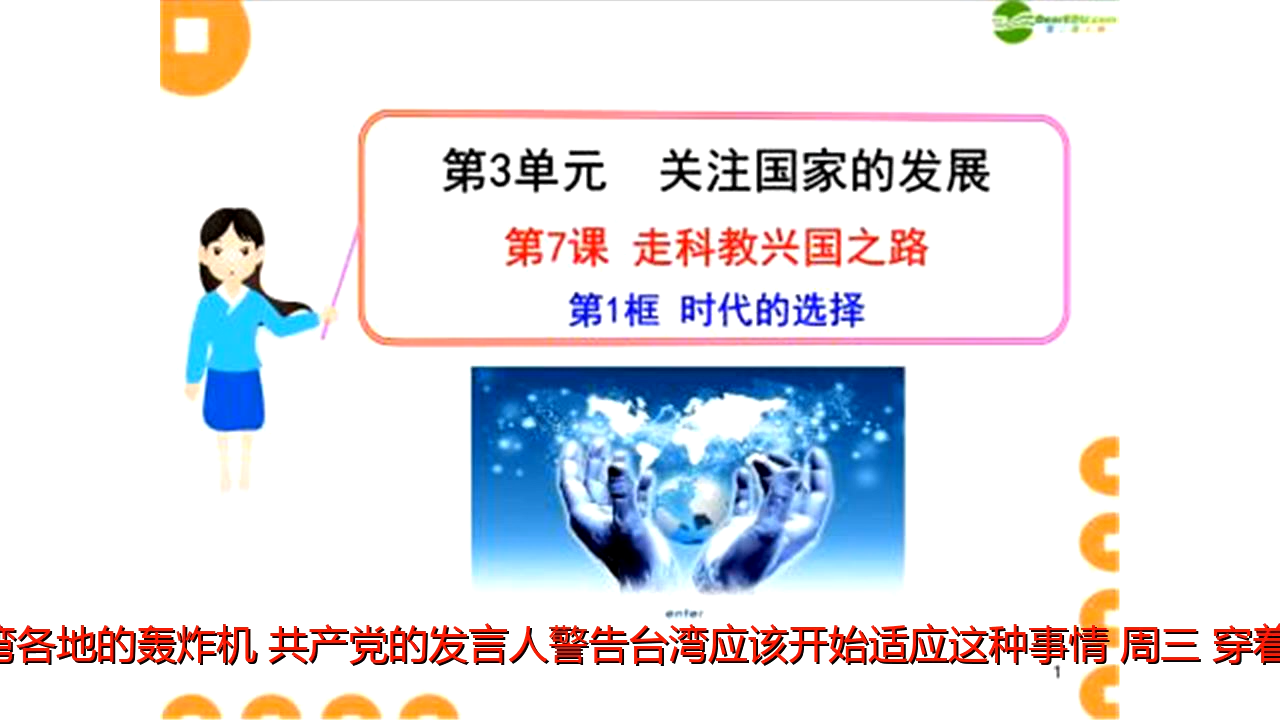 DearEDU.com
第3单元 关注国家的发展
第7课 走科教兴国之路
第1框 时代的选择
enter
湾各地的轰炸机 共产党的发言人警告台湾应该开始适应这种事情 周三 穿着
1